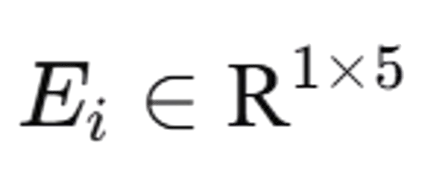 E_i ∈ R^{1×5}